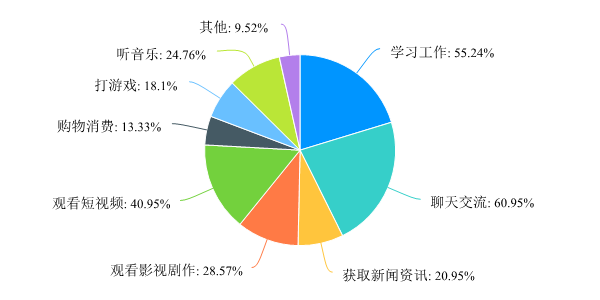 其他: 9.52%
学习工作: 55.24%
听音乐: 24.76%
打游戏: 18.1%
购物消费: 13.33%
观看短视频: 40.95%
聊天交流: 60.95%
观看影视剧作: 28.57%
获取新闻资讯: 20.95%